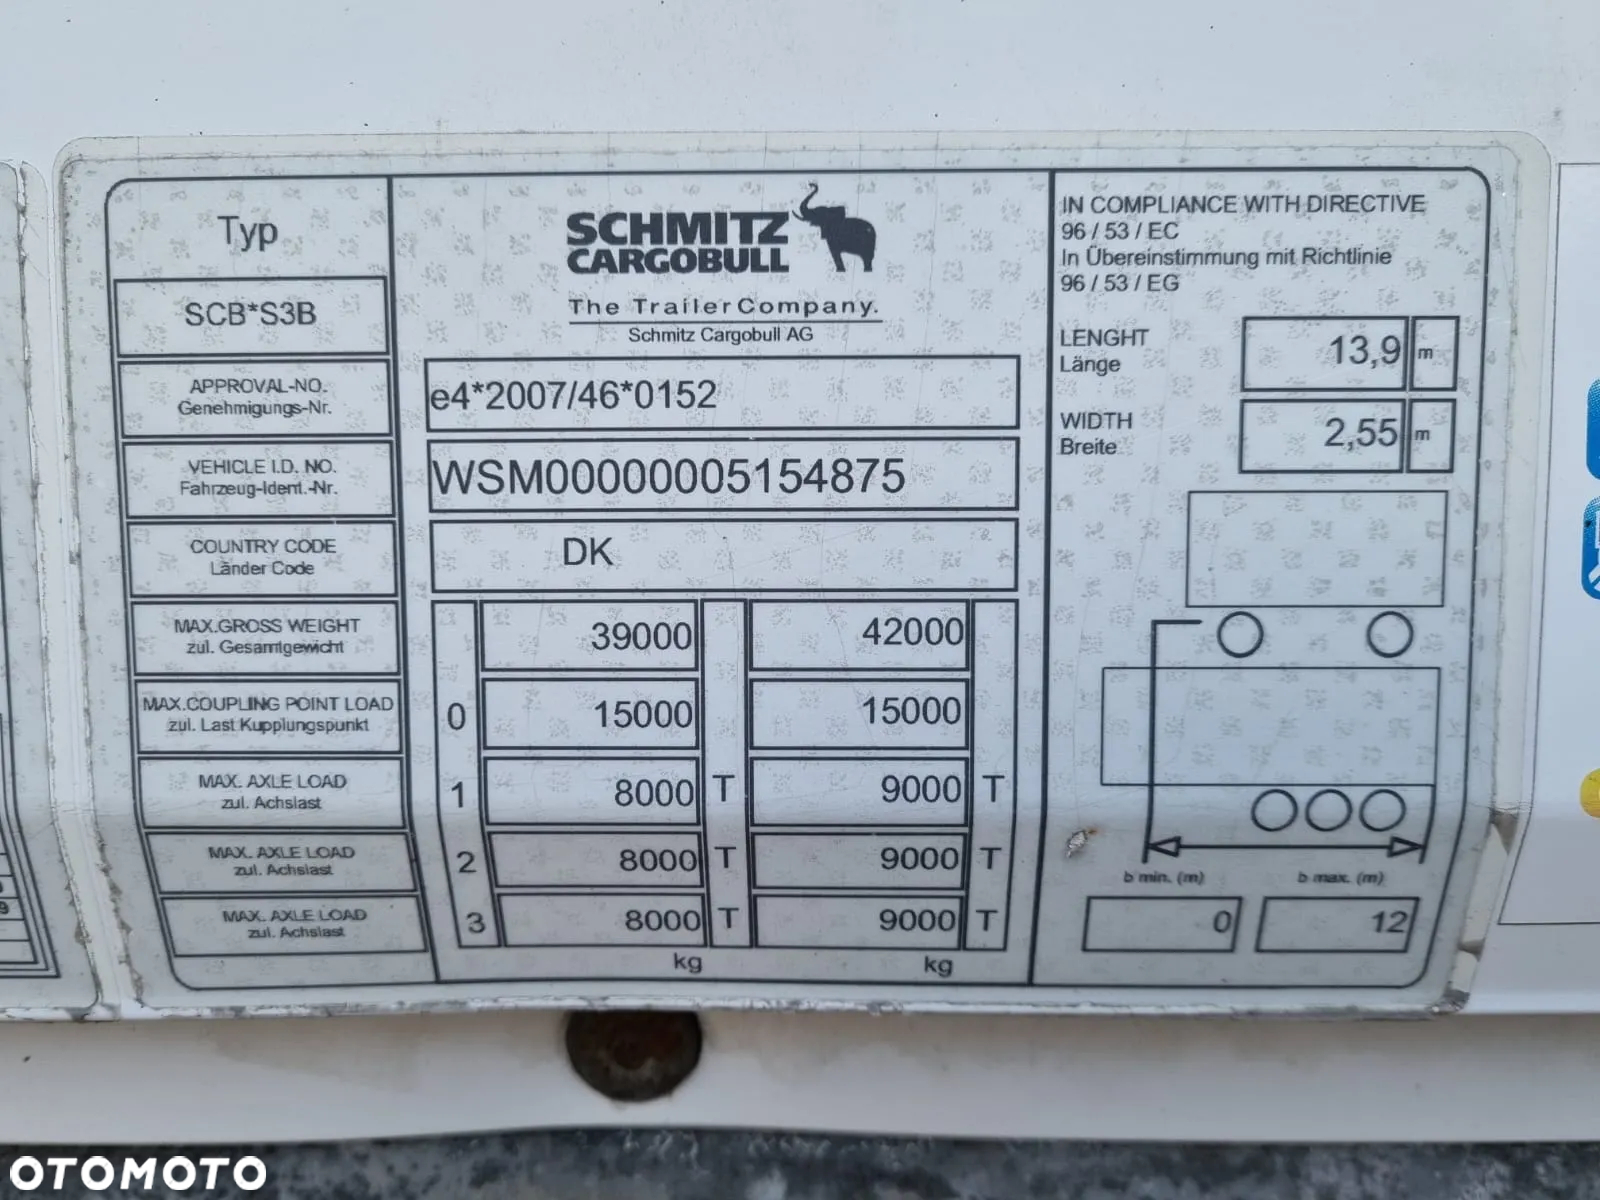 Typ
SCB*S3B
APPROVAL-NO.
Genehmigungs-Nr.
VEHICLE I.D. NO.
Fahrzeug-Ident.-Nr.
COUNTRY CODE
Länder Code
MAX.GROSS WEIGHT
zul. Gesamtgewicht
MAX.COUPLING POINT LOAD
zul. Last Kupplungspunkt
MAX. AXLE LOAD
zul. Achslast
MAX. AXLE LOAD
zul. Achslast
MAX. AXLE LOAD
zul. Achslast
SCHMITZ
CARGOBULL
The Trailer Company.
Schmitz Cargobull AG
e4*2007/46*0152
WSM00000005154875
DK
39000 42000
0 15000 15000
1 8000 T 9000 T
2 8000 T 9000 T
3 8000 T 9000 T
kg kg
IN COMPLIANCE WITH DIRECTIVE
96 / 53 / EC
In Übereinstimmung mit Richtlinie
96 / 53 / EG
LENGHT
Länge
13,9 m
WIDTH
Breite
2,55 m
b min. (m) b max. (m)
0 12
9
OTOMOTO